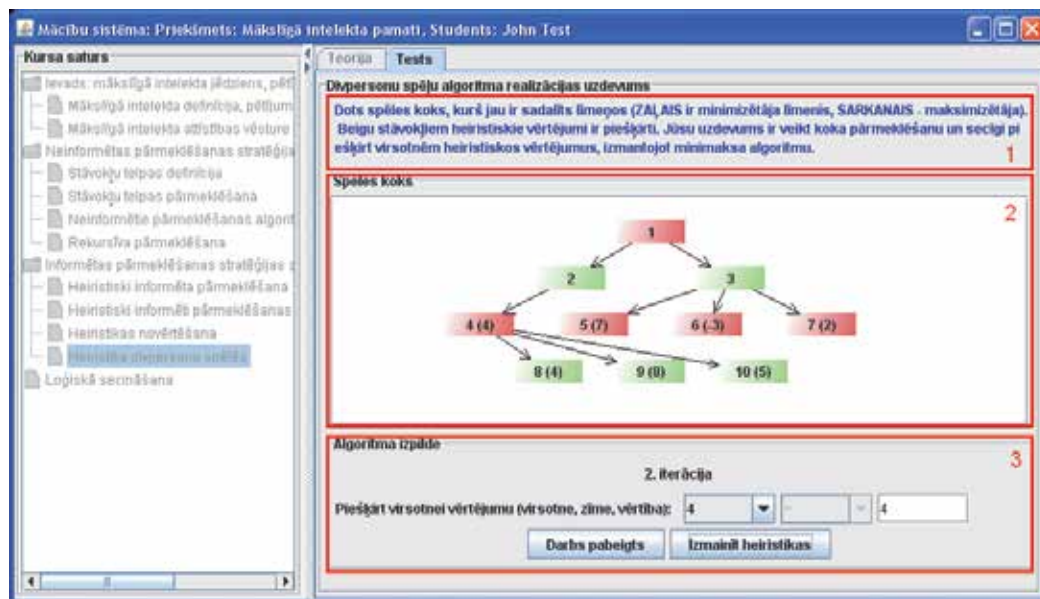 Mācību sistēma: Priekšmets: Mākslīgā intelekta pamati, Students: John Test
Kursa saturs
Ievads: mākslīgā intelekta jēdziens, pēt
Mākslīgā intelekta definīcija, pētījum
Mākslīgā intelekta attīstības vēsture
Neinformētas pārmeklēšanas stratēģija
Stāvokļu telpas definīcija
Stāvokļu telpas pārmeklēšana
Neinformētie pārmeklēšanas algorit
Rekursīva pārmeklēšana
Informētas pārmeklēšanas stratēģijas
Heiristiski informēta pārmeklēšana
Heiristiski informēti pārmeklēšanas
Heiristikas novērtēšana
Heiristika divpersonu spēlēs
Loģiskā secināšana
Teorija
Tests
Divpersonu spēļu algoritma realizācijas uzdevums
Dots spēles koks, kurš jau ir sadalīts līmeņos (ZAĻAIS ir minimizētāja līmenis, SARKANAIS - maksimizētāja).
Beigu stāvokļiem heiristiskie vērtējumi ir piešķirti. Jūsu uzdevums ir veikt koka pārmeklēšanu un secīgi pi
ešķirt virsotnēm heiristiskos vērtējumus, izmantojot minimaksa algoritmu.
1
Spēles koks
2
1
2
3
4 (4)
5 (7)
6 (-3)
7 (2)
8 (4)
9 (8)
10 (5)
Algoritma izpilde
3
2. iterācija
Piešķirt virsotnei vērtējumu (virsotne, zīme, vērtība):
4
-
4
Darbs pabeigts
Izmainīt heiristikas